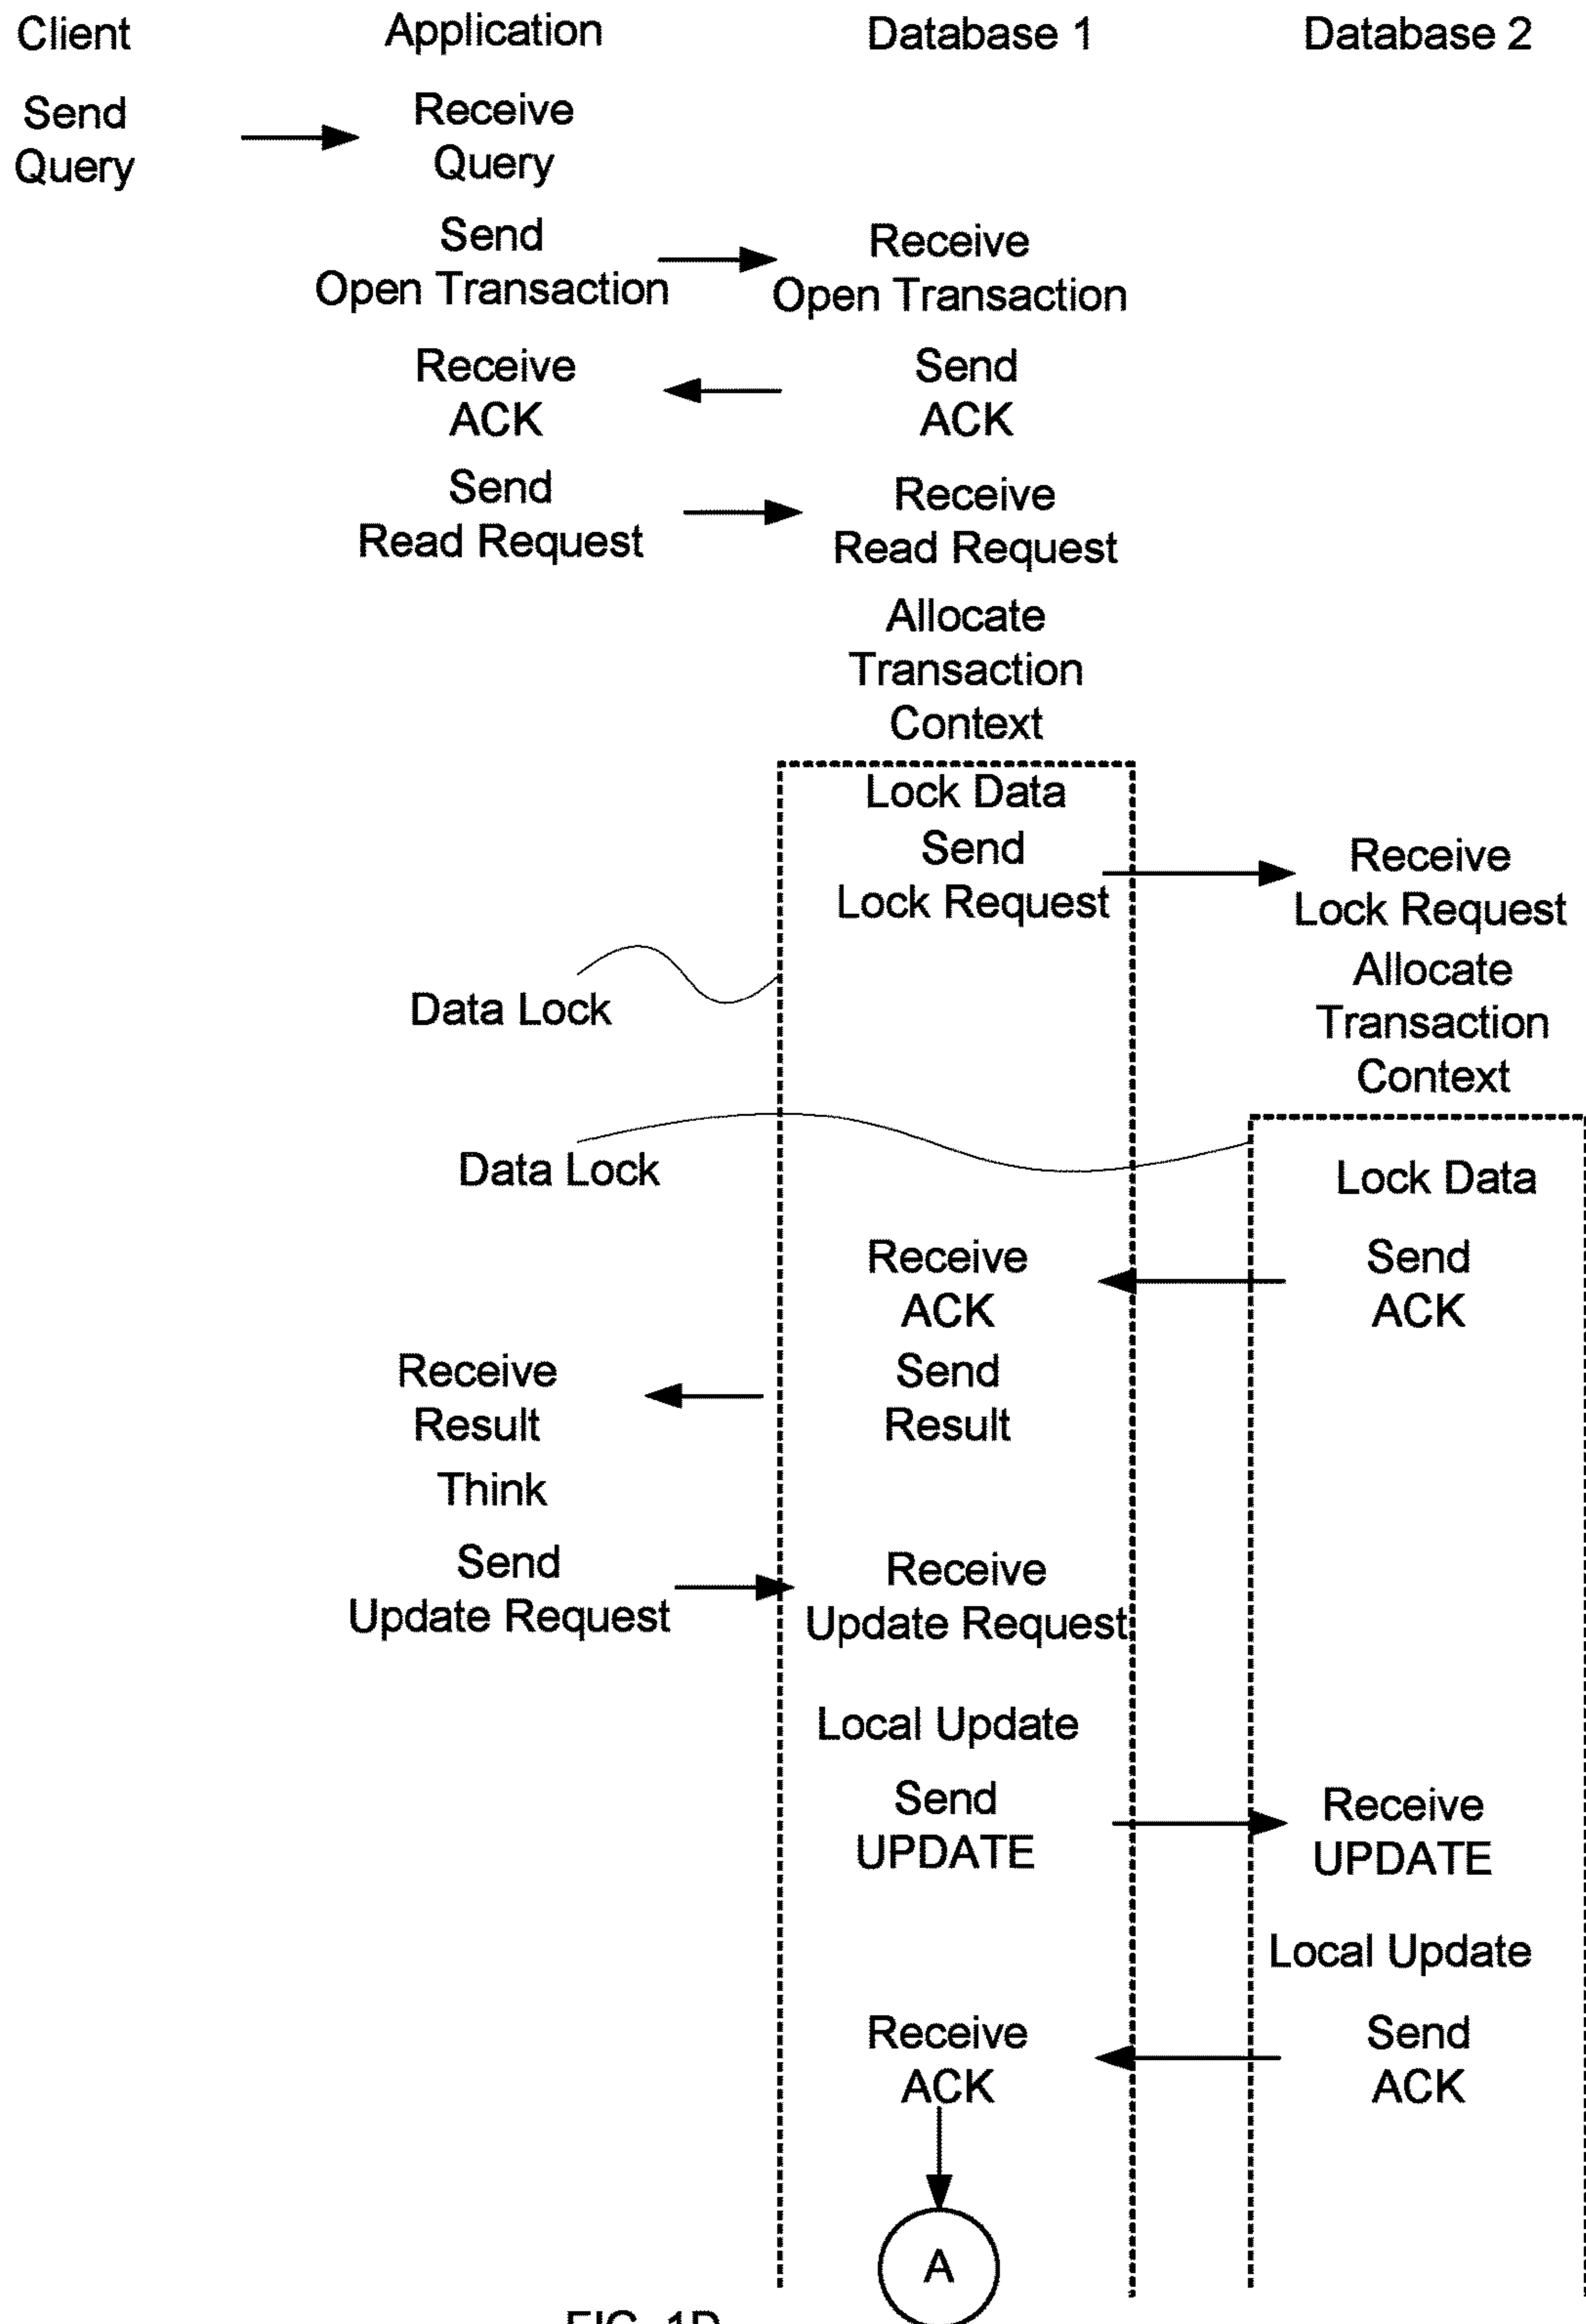 Client
Application
Database 1
Database 2
Send
Query
Receive
Query
Send
Open Transaction
Receive
Open Transaction
Receive
ACK
Send
ACK
Send
Read Request
Receive
Read Request
Allocate
Transaction
Context
Lock Data
Send
Lock Request
Receive
Lock Request
Data Lock
Allocate
Transaction
Context
Data Lock
Lock Data
Receive
ACK
Send
ACK
Receive
Result
Send
Result
Think
Send
Update Request
Receive
Update Request
Local Update
Send
UPDATE
Receive
UPDATE
Local Update
Receive
ACK
Send
ACK
A